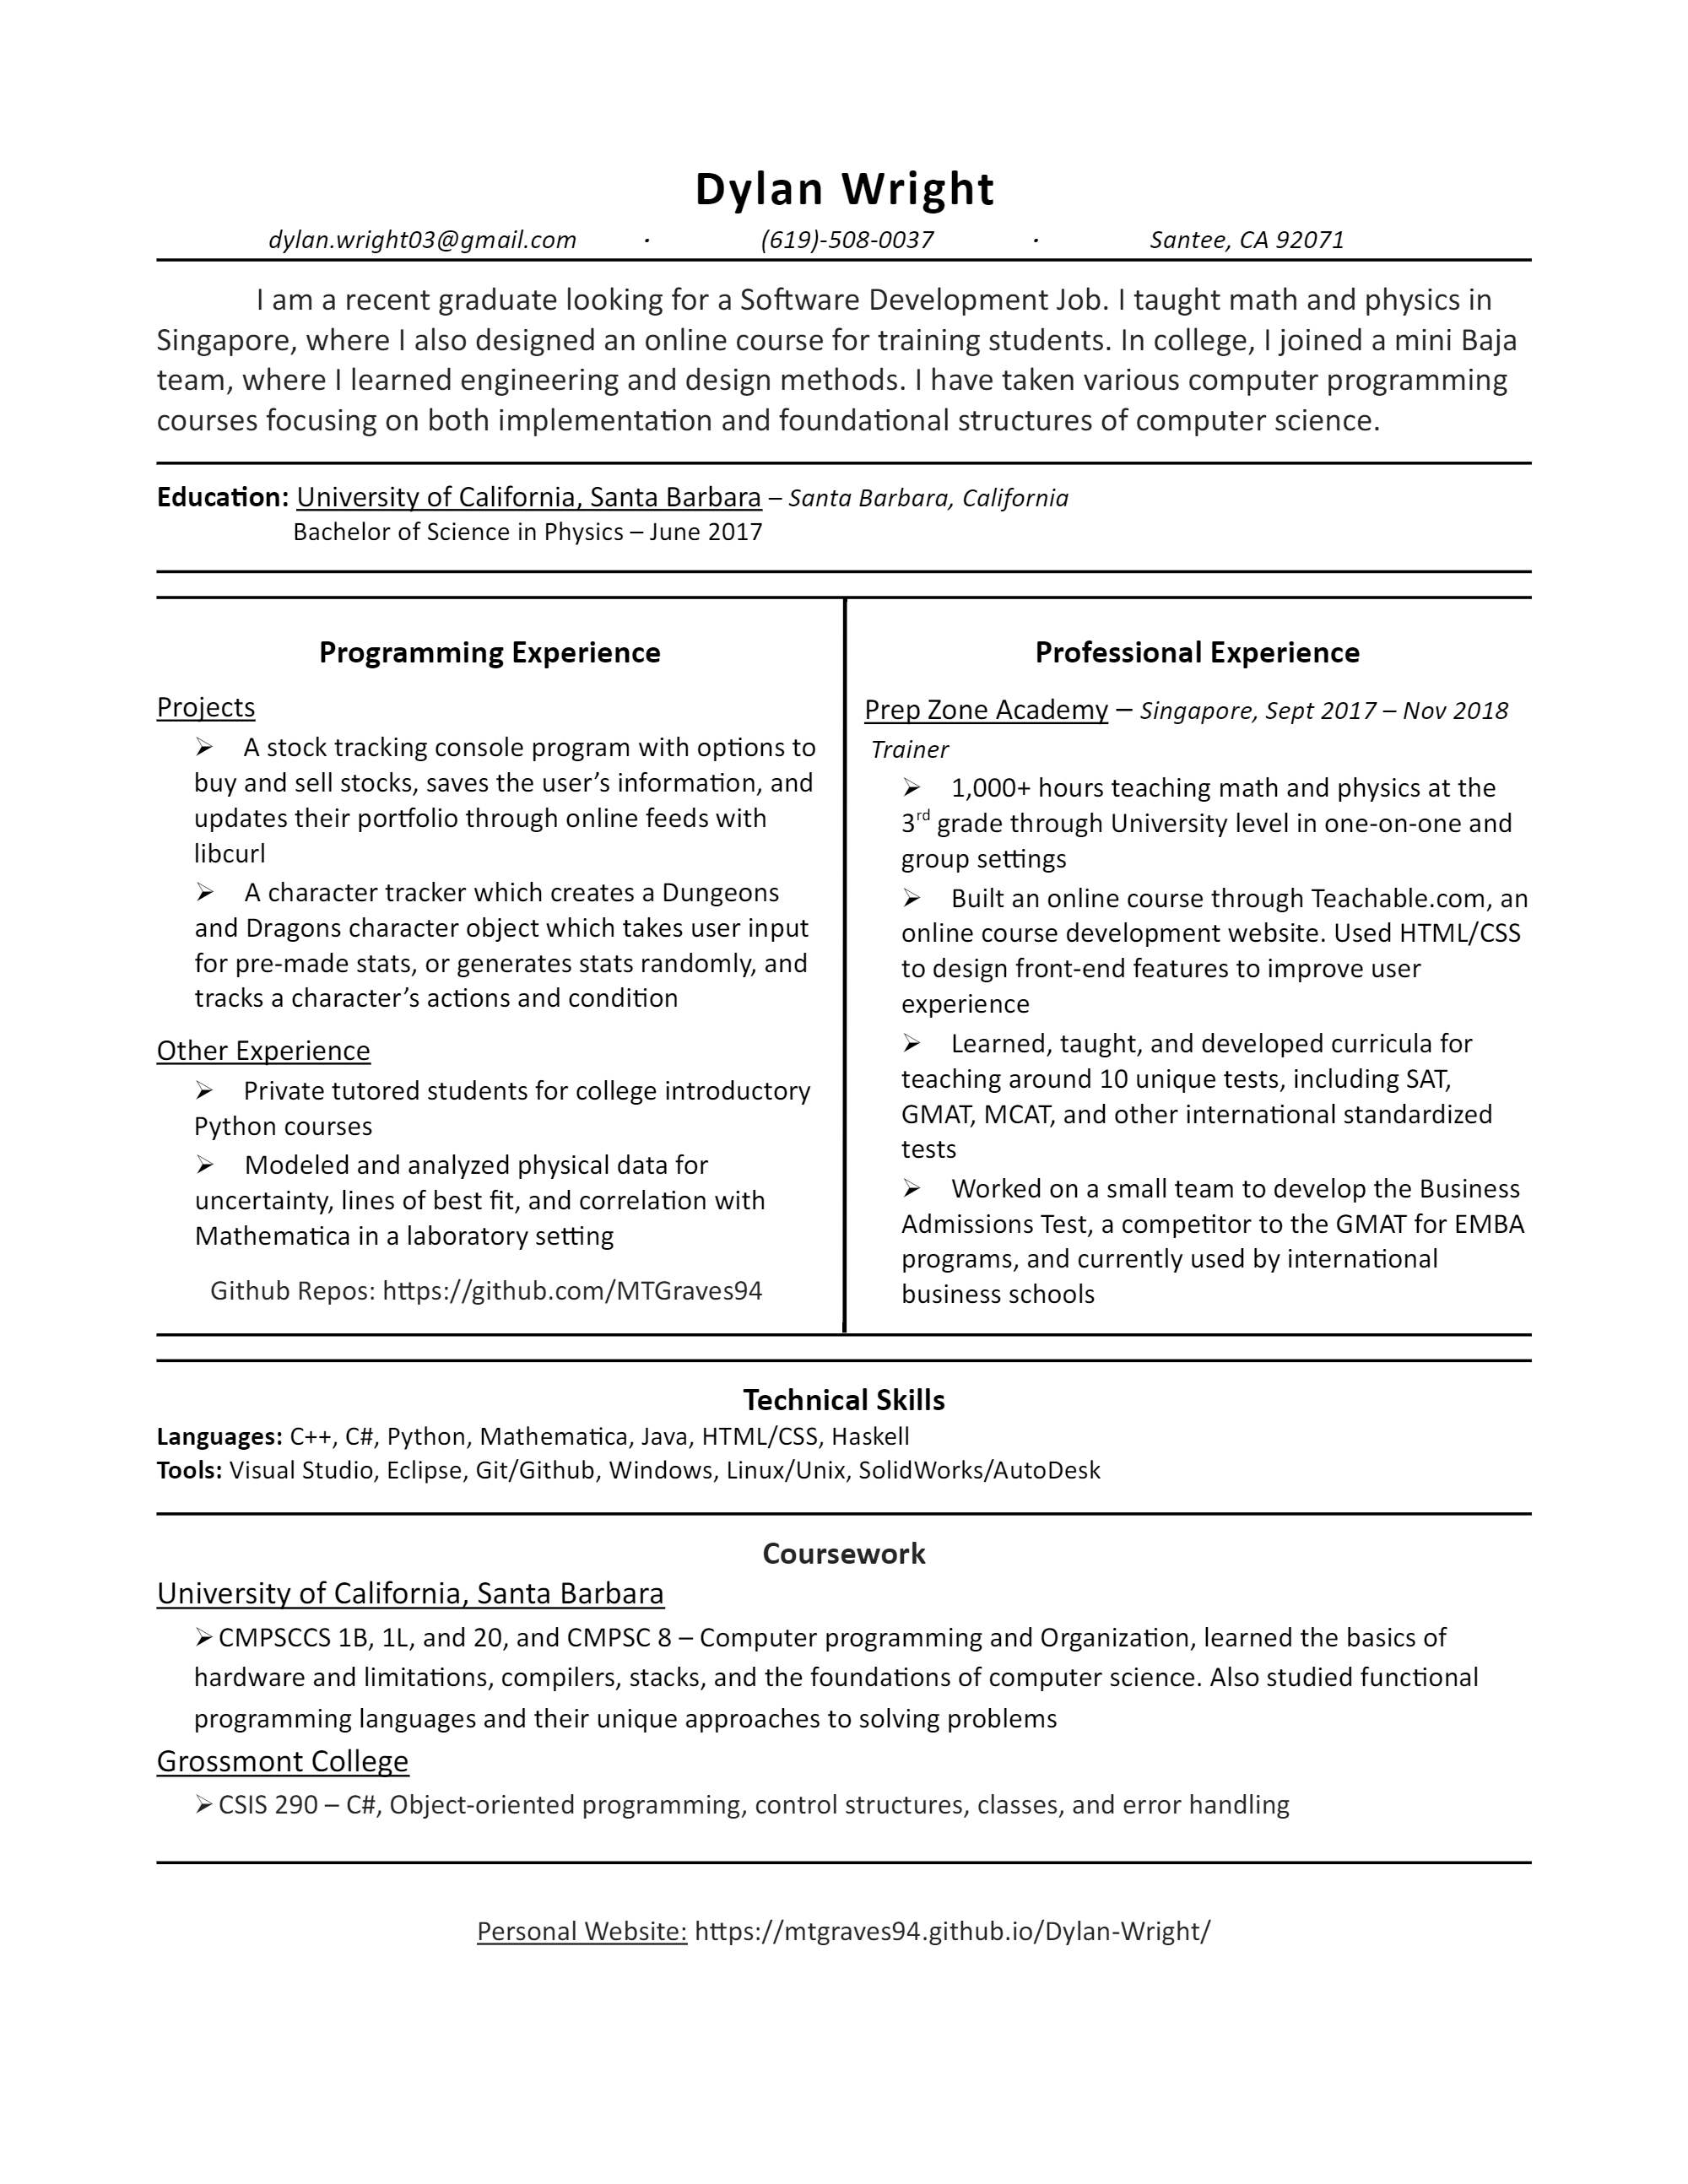 Dylan Wright
dylan.wright03@gmail.com · (619)-508-0037 · Santee, CA 92071
I am a recent graduate looking for a Software Development Job. I taught math and physics in
Singapore, where I also designed an online course for training students. In college, I joined a mini Baja
team, where I learned engineering and design methods. I have taken various computer programming
courses focusing on both implementation and foundational structures of computer science.
Education: University of California, Santa Barbara – Santa Barbara, California
Bachelor of Science in Physics – June 2017
Programming Experience
Projects
➢ A stock tracking console program with options to
buy and sell stocks, saves the user’s information, and
updates their portfolio through online feeds with
libcurl
➢ A character tracker which creates a Dungeons
and Dragons character object which takes user input
for pre-made stats, or generates stats randomly, and
tracks a character’s actions and condition
Other Experience
➢ Private tutored students for college introductory
Python courses
➢ Modeled and analyzed physical data for
uncertainty, lines of best fit, and correlation with
Mathematica in a laboratory setting
Github Repos: https://github.com/MTGraves94
Professional Experience
Prep Zone Academy – Singapore, Sept 2017 – Nov 2018
Trainer
➢ 1,000+ hours teaching math and physics at the
3rd grade through University level in one-on-one and
group settings
➢ Built an online course through Teachable.com, an
online course development website. Used HTML/CSS
to design front-end features to improve user
experience
➢ Learned, taught, and developed curricula for
teaching around 10 unique tests, including SAT,
GMAT, MCAT, and other international standardized
tests
➢ Worked on a small team to develop the Business
Admissions Test, a competitor to the GMAT for EMBA
programs, and currently used by international
business schools
Technical Skills
Languages: C++, C#, Python, Mathematica, Java, HTML/CSS, Haskell
Tools: Visual Studio, Eclipse, Git/Github, Windows, Linux/Unix, SolidWorks/AutoDesk
Coursework
University of California, Santa Barbara
➢CMPSCCS 1B, 1L, and 20, and CMPSC 8 – Computer programming and Organization, learned the basics of
hardware and limitations, compilers, stacks, and the foundations of computer science. Also studied functional
programming languages and their unique approaches to solving problems
Grossmont College
➢CSIS 290 – C#, Object-oriented programming, control structures, classes, and error handling
Personal Website: https://mtgraves94.github.io/Dylan-Wright/